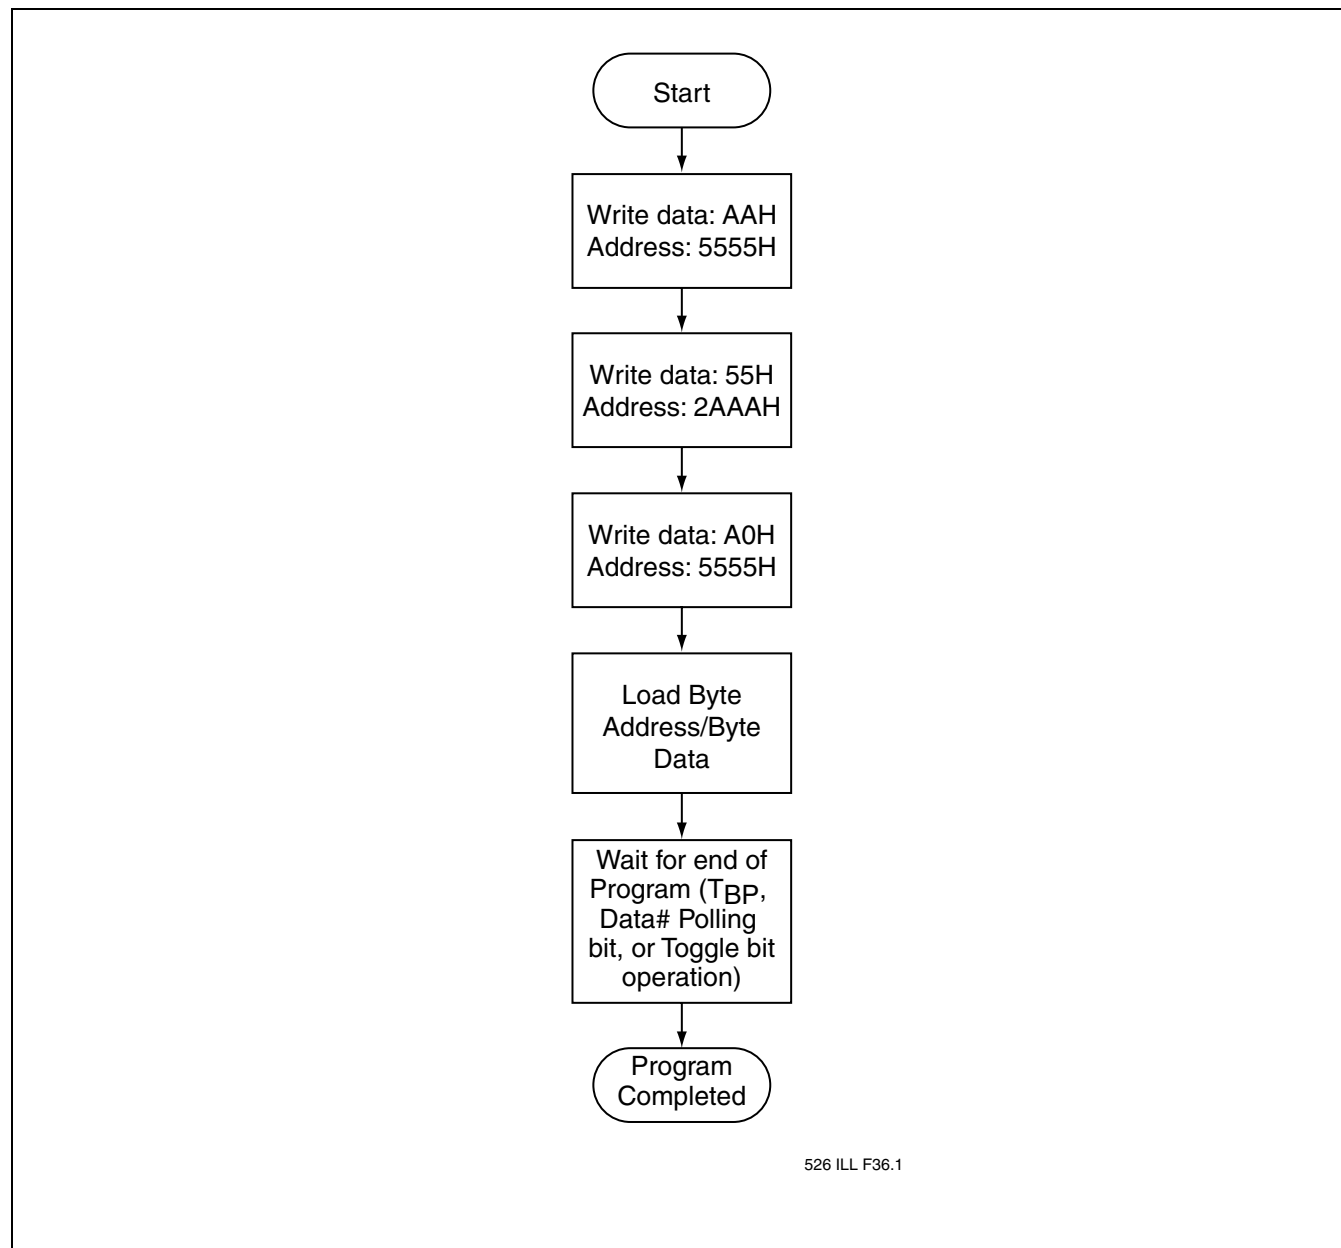 Start
Write data: AAH
Address: 5555H
Write data: 55H
Address: 2AAAH
Write data: A0H
Address: 5555H
Load Byte
Address/Byte
Data
Wait for end of
Program (TBP,
Data# Polling
bit, or Toggle bit
operation)
Program
Completed
526 ILL F36.1